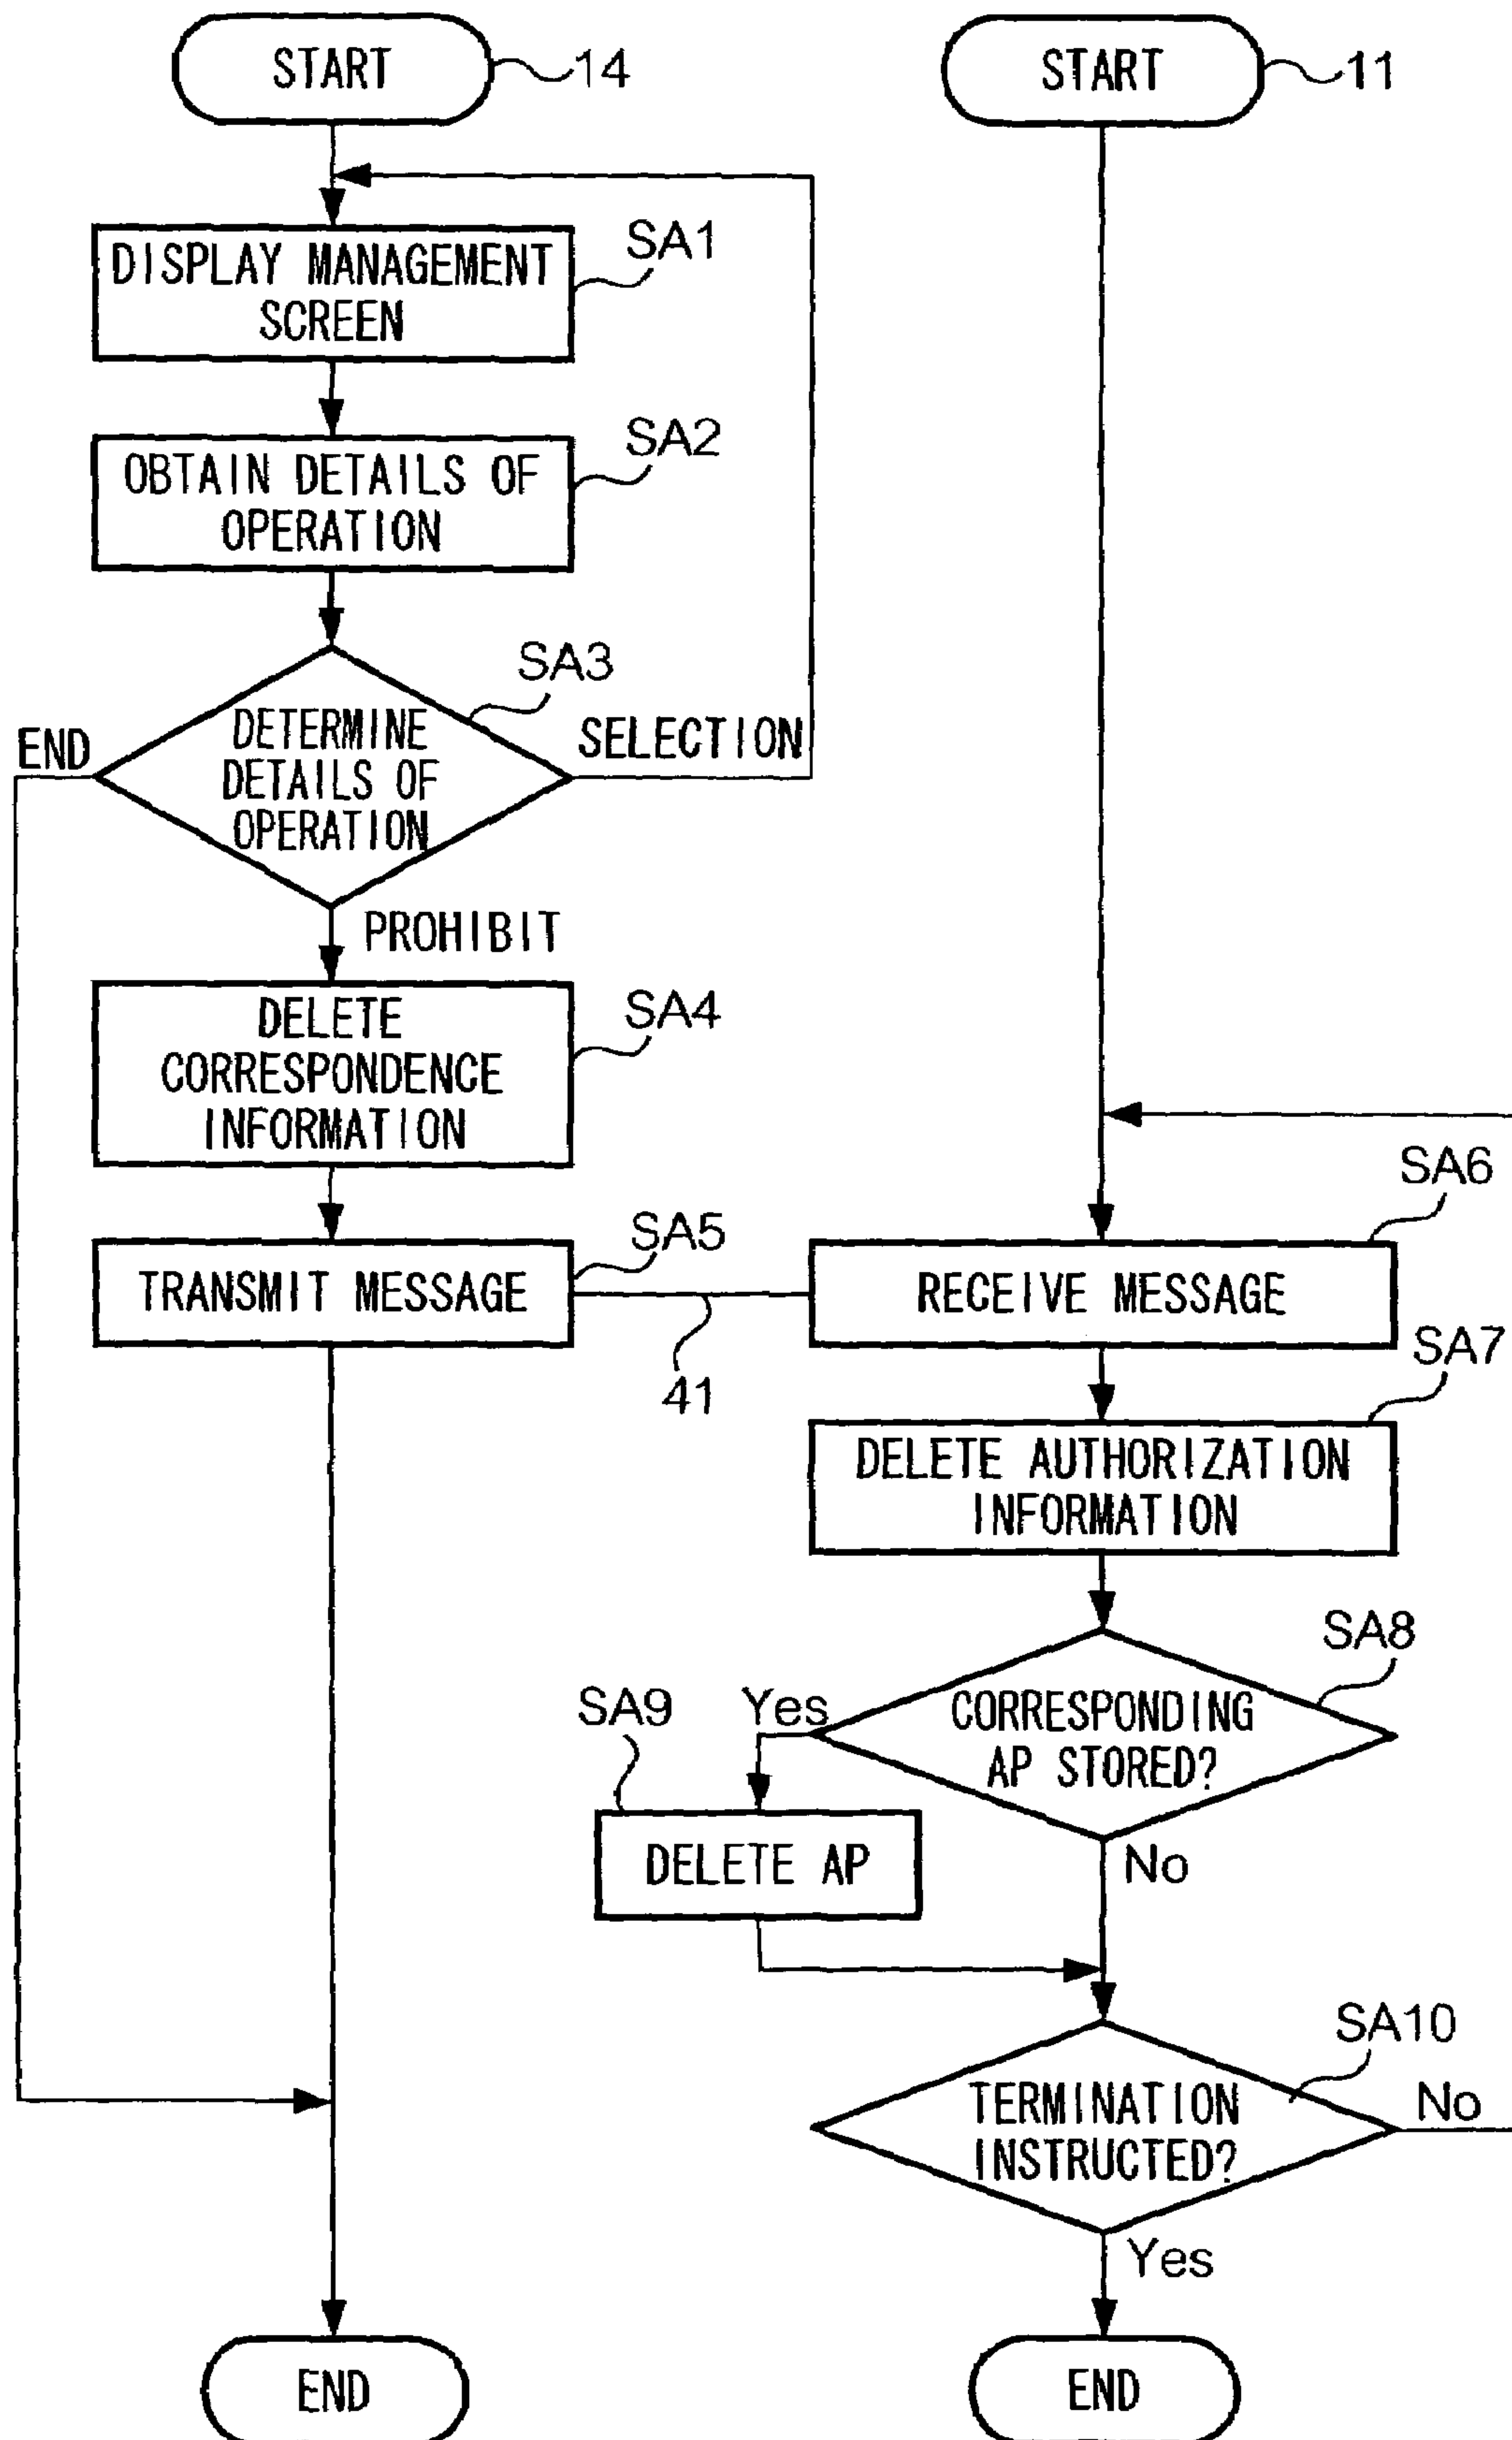 START
14
SA1
DISPLAY MANAGEMENT
SCREEN
SA2
OBTAIN DETAILS OF
OPERATION
SA3
END
DETERMINE
DETAILS OF
OPERATION
SELECTION
PROHIBIT
SA4
DELETE
CORRESPONDENCE
INFORMATION
SA5
TRANSMIT MESSAGE
41
END
START
11
SA6
RECEIVE MESSAGE
SA7
DELETE AUTHORIZATION
INFORMATION
SA8
CORRESPONDING
AP STORED?
Yes
SA9
DELETE AP
No
SA10
TERMINATION
INSTRUCTED?
No
Yes
END